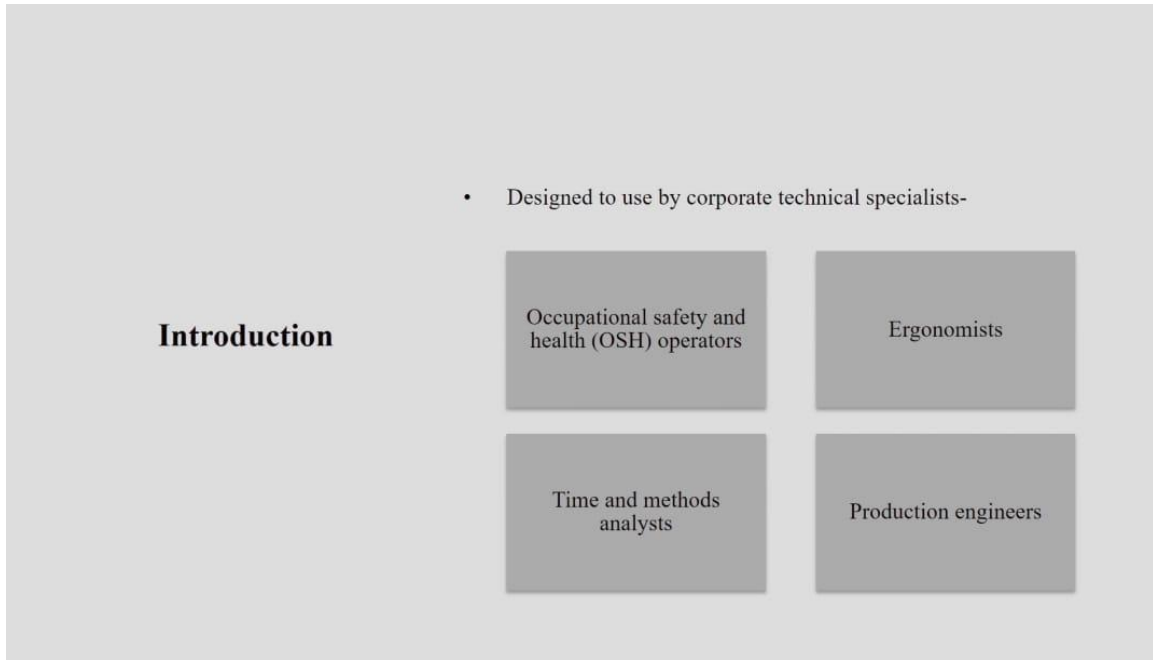 Introduction
• Designed to use by corporate technical specialists-
Occupational safety and
health (OSH) operators
Ergonomists
Time and methods
analysts
Production engineers